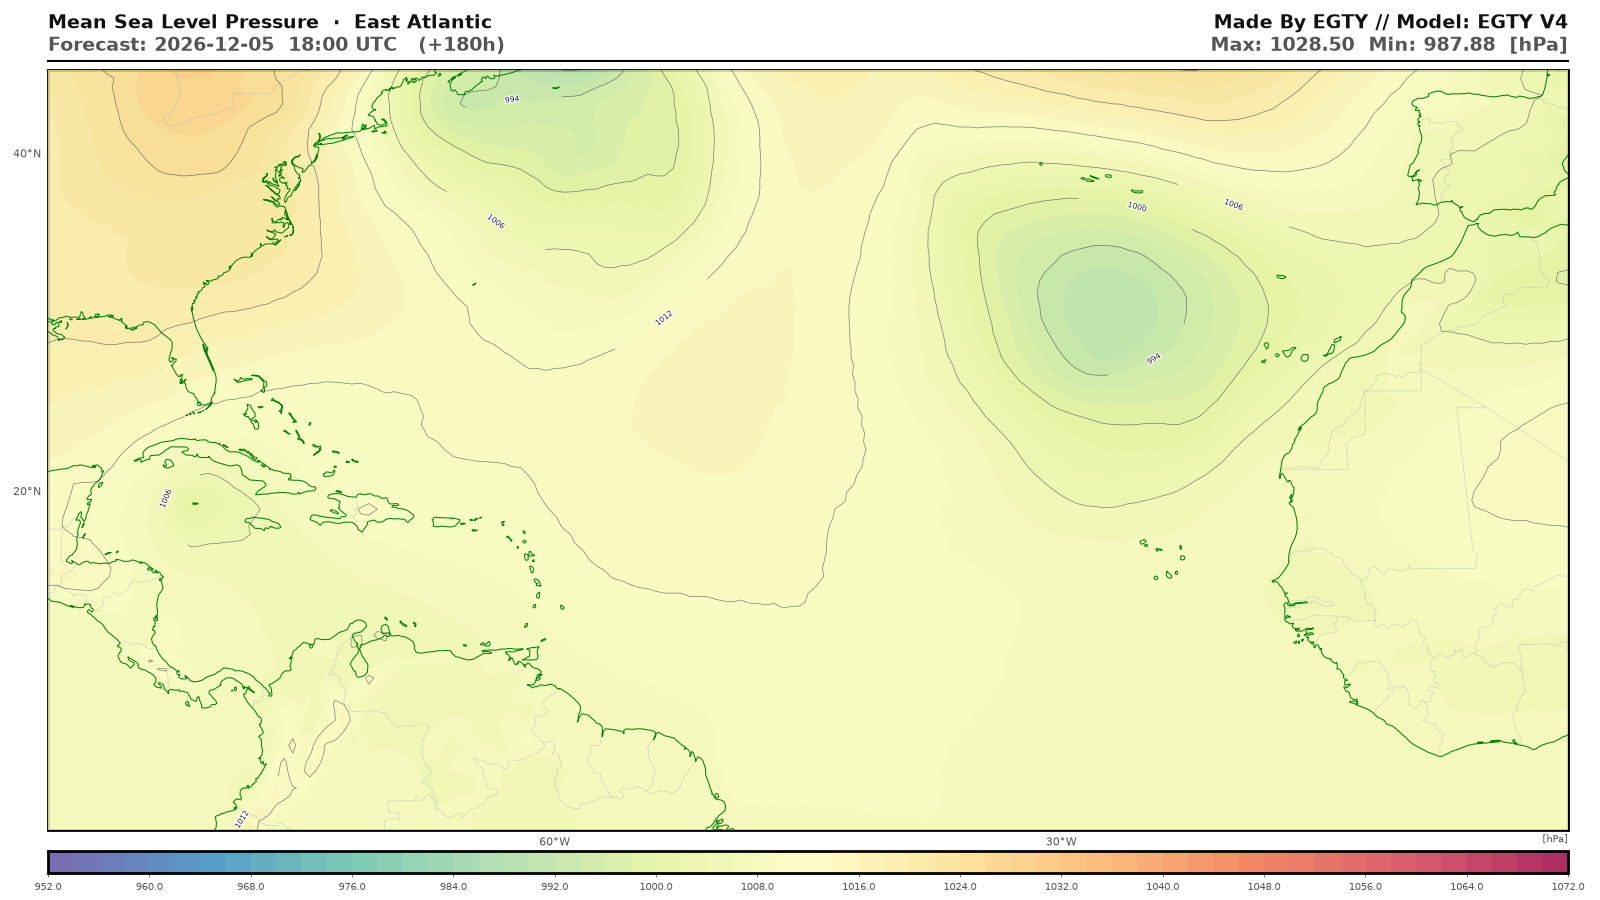 Mean Sea Level Pressure · East Atlantic
Made By EGTY // Model: EGTY V4
Forecast: 2026-12-05 18:00 UTC (+180h)
Max: 1028.50 Min: 987.88 [hPa]
994
40°N
1000
1006
1006
1012
994
20°N
1006
1012
60°W
30°W
[hPa]
952.0
960.0
968.0
976.0
984.0
992.0
1000.0
1008.0
1016.0
1024.0
1032.0
1040.0
1048.0
1056.0
1064.0
1072.0